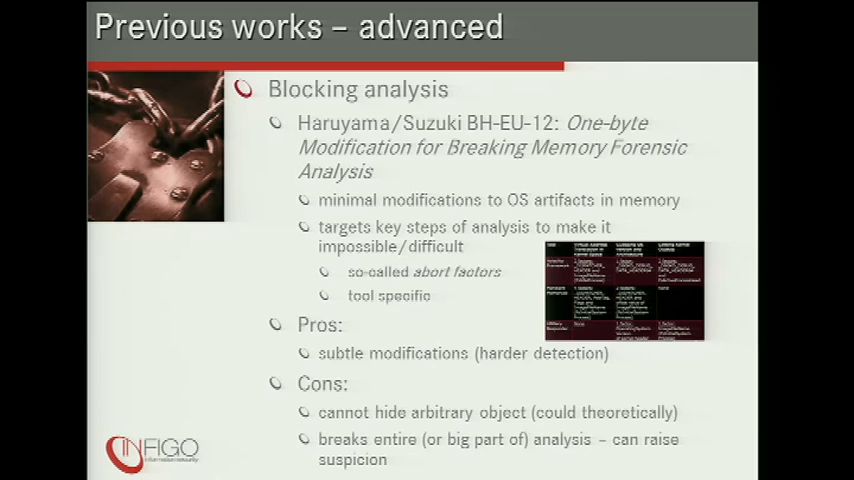 Previous works – advanced
Blocking analysis
Haruyama/Suzuki BH-EU-12: One-byte
Modification for Breaking Memory Forensic
Analysis
minimal modifications to OS artifacts in memory
targets key steps of analysis to make it
impossible/difficult
so-called abort factors
tool specific
Pros:
subtle modifications (harder detection)
Cons:
cannot hide arbitrary object (could theoretically)
breaks entire (or big part of) analysis – can raise
suspicion
INFIGO